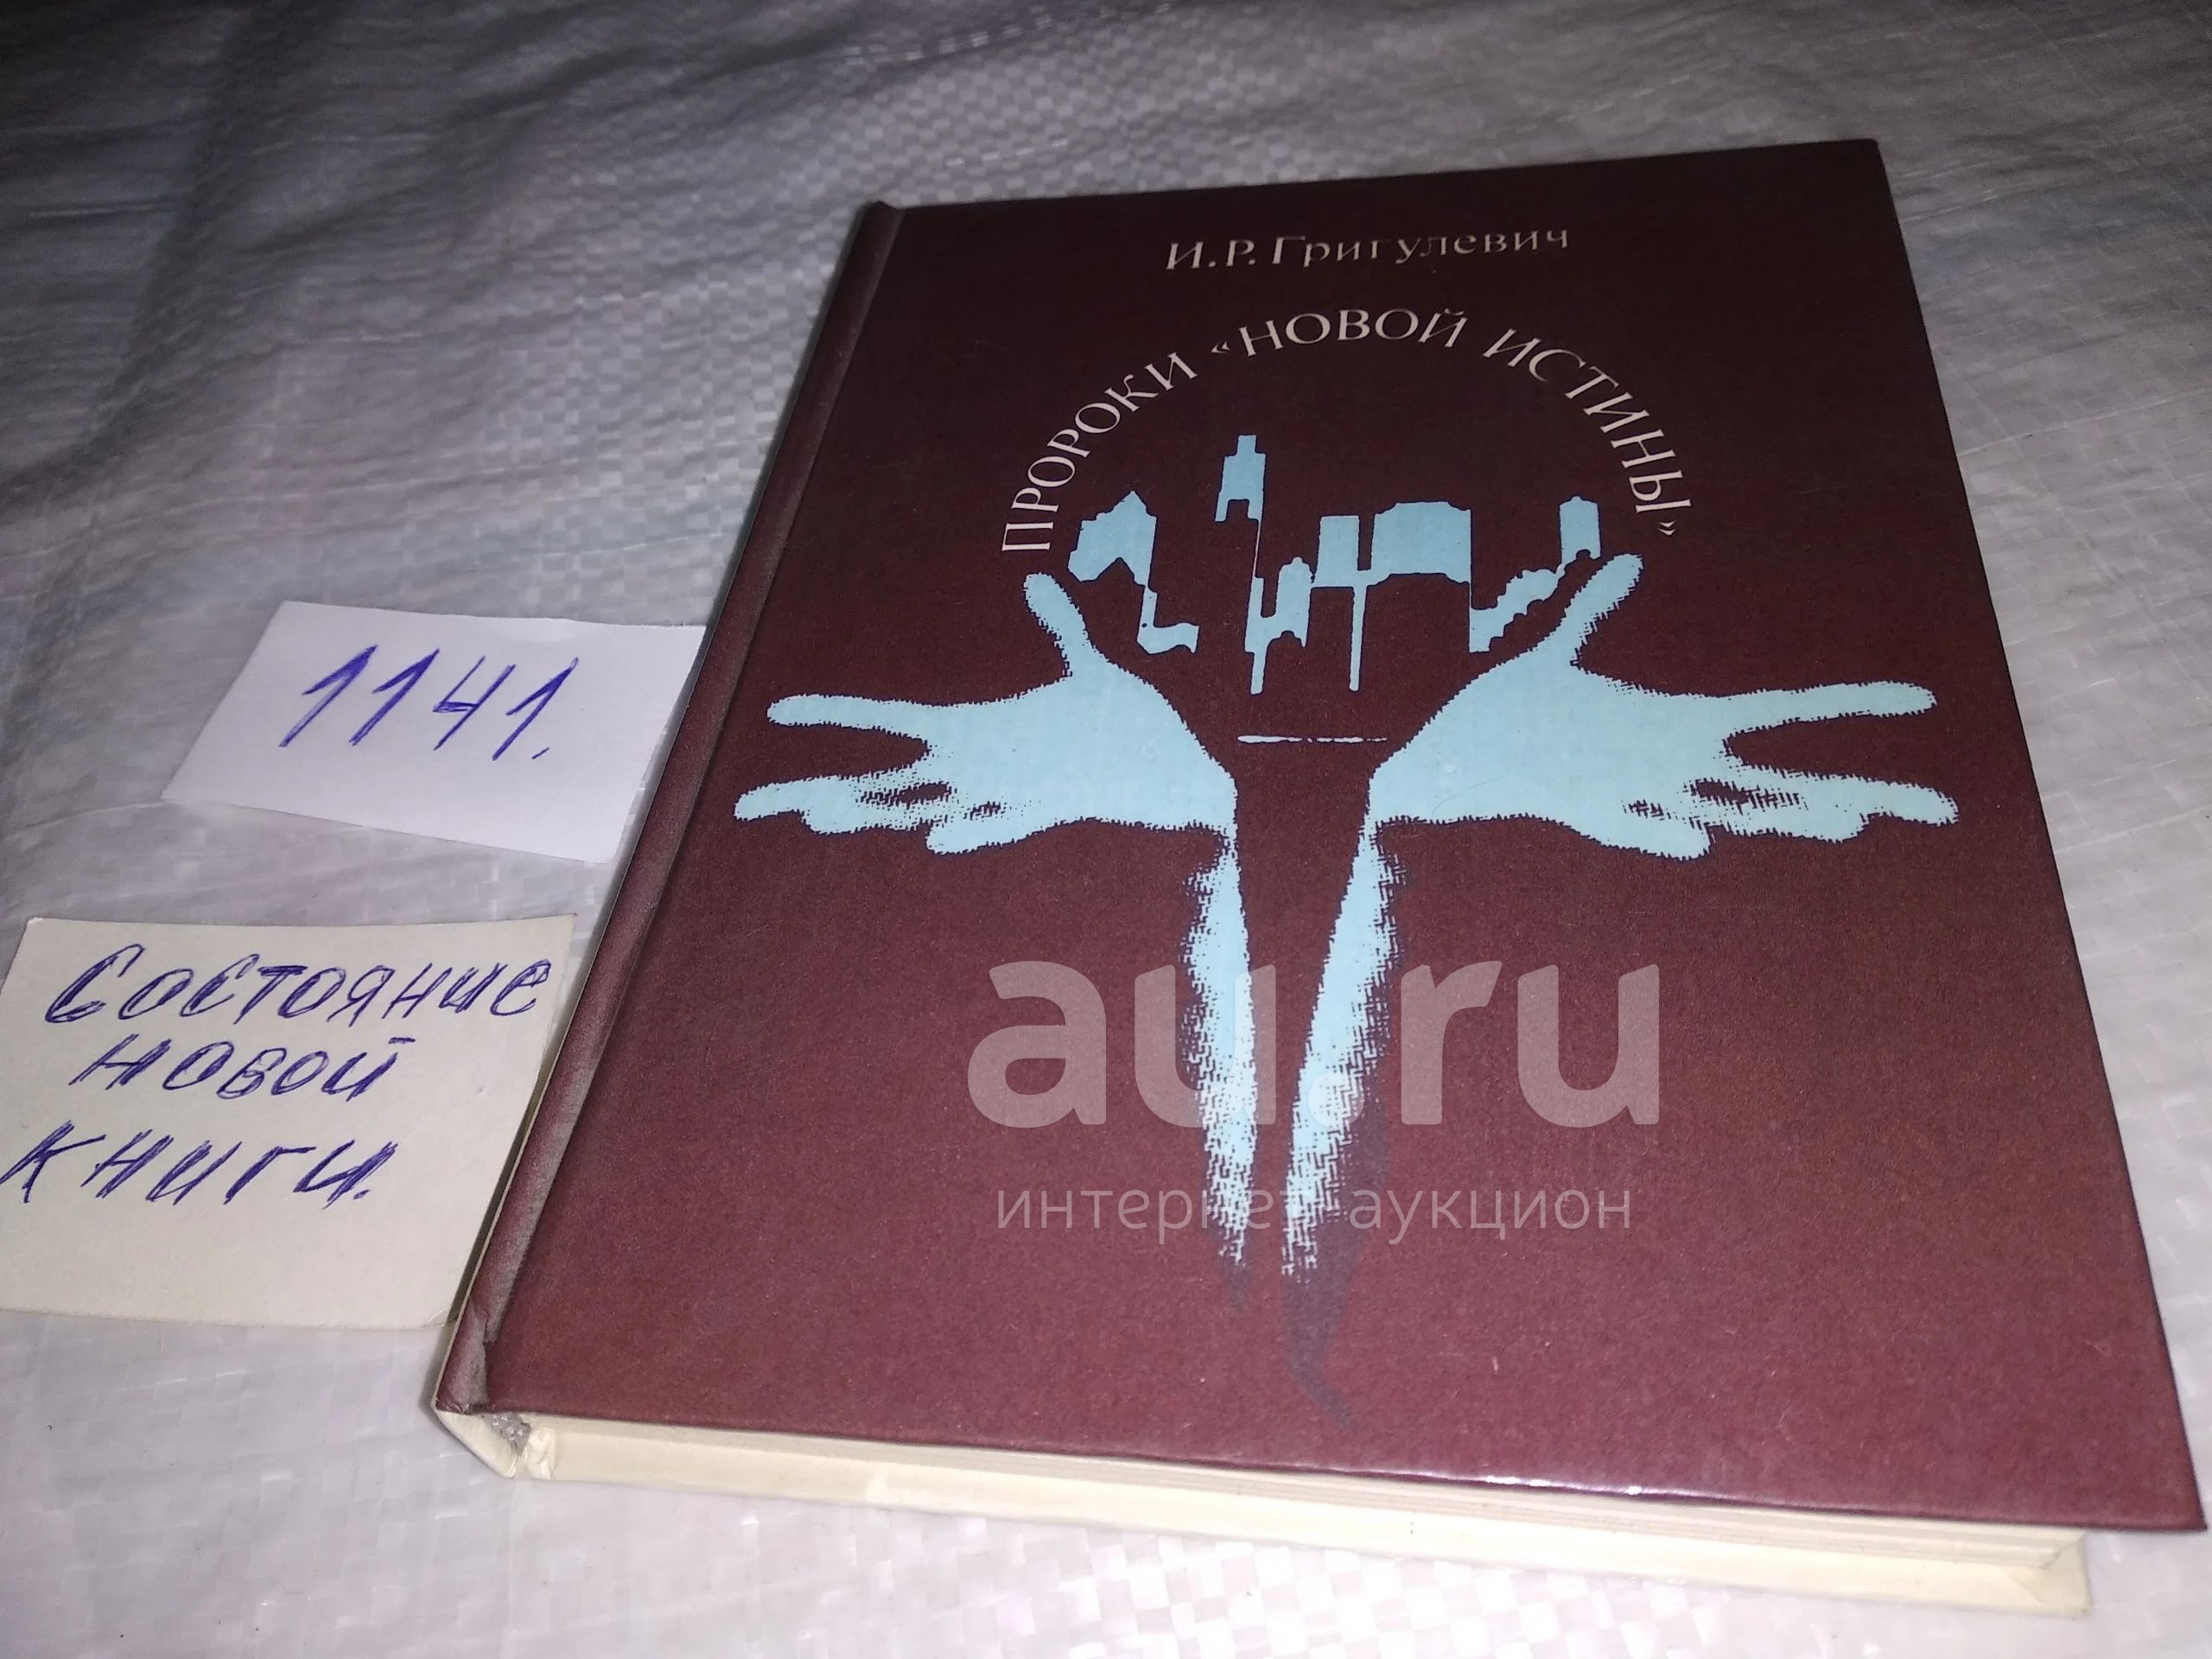 И.Р.Григулевич
ПРОРОКИ «НОВОЙ ИСТИНЫ»
1141.
Состояние
новой
книги.
au.ru
интернет аукцион